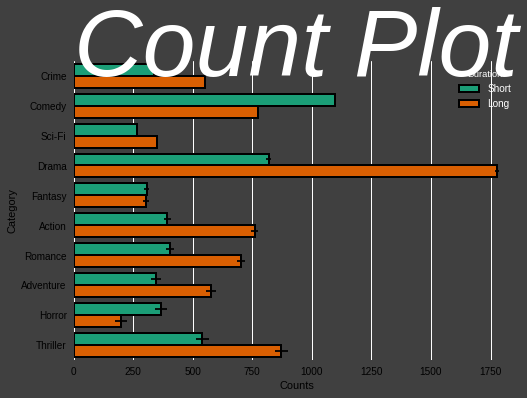 Count Plot
Duration
Short
Long
Category
Crime
Comedy
Sci-Fi
Drama
Fantasy
Action
Romance
Adventure
Horror
Thriller
0 250 500 750 1000 1250 1500 1750
Counts